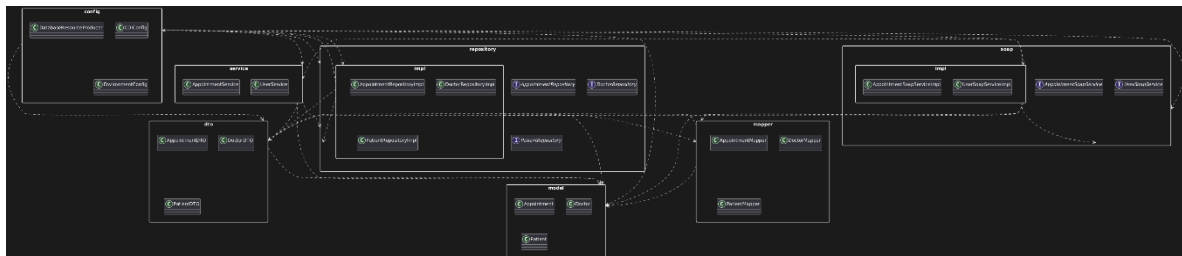 config
DatabaseResourceProducer
CDIConfig
EnvironmentConfig
service
AppointmentService
UserService
repository
impl
AppointmentRepositoryImpl
DoctorRepositoryImpl
PatientRepositoryImpl
AppointmentRepository
DoctorRepository
PatientRepository
soap
impl
AppointmentSoapServiceImpl
UserSoapServiceImpl
AppointmentSoapService
UserSoapService
dto
AppointmentDTO
DoctorDTO
PatientDTO
mapper
AppointmentMapper
DoctorMapper
PatientMapper
model
Appointment
Doctor
Patient